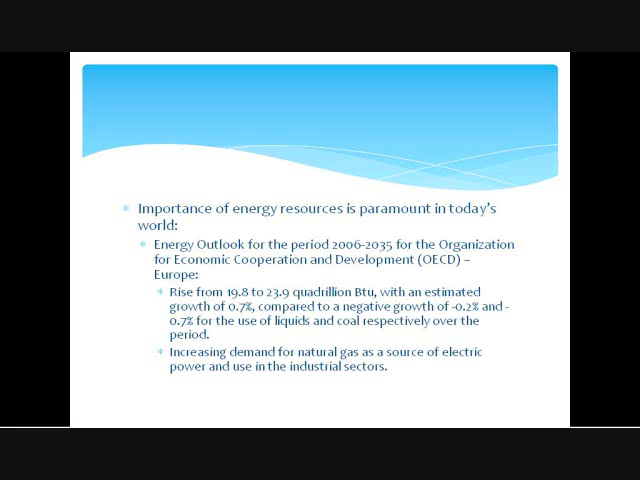 Importance of energy resources is paramount in today's
world:
Energy Outlook for the period 2006-2035 for the Organization
for Economic Cooperation and Development (OECD) –
Europe:
Rise from 19.8 to 23.9 quadrillion Btu, with an estimated
growth of 0.7%, compared to a negative growth of -0.2% and -
0.7% for the use of liquids and coal respectively over the
period.
Increasing demand for natural gas as a source of electric
power and use in the industrial sectors.